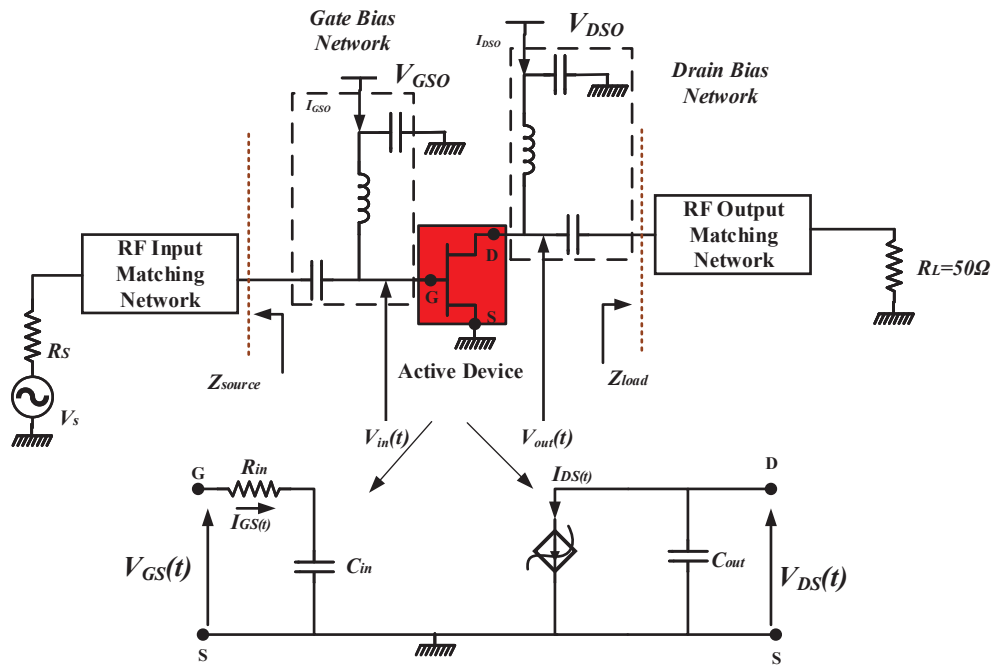 Gate Bias
Network
V_GSO
I_GSO
I_DSO
V_DSO
Drain Bias
Network
RF Input
Matching
Network
RF Output
Matching
Network
D
G
S
R_L=50Ω
R_S
V_s
Z_source
Active Device
Z_load
V_in(t)
V_out(t)
G
R_in
I_GS(t)
V_GS(t)
C_in
S
I_DS(t)
D
C_out
V_DS(t)
S